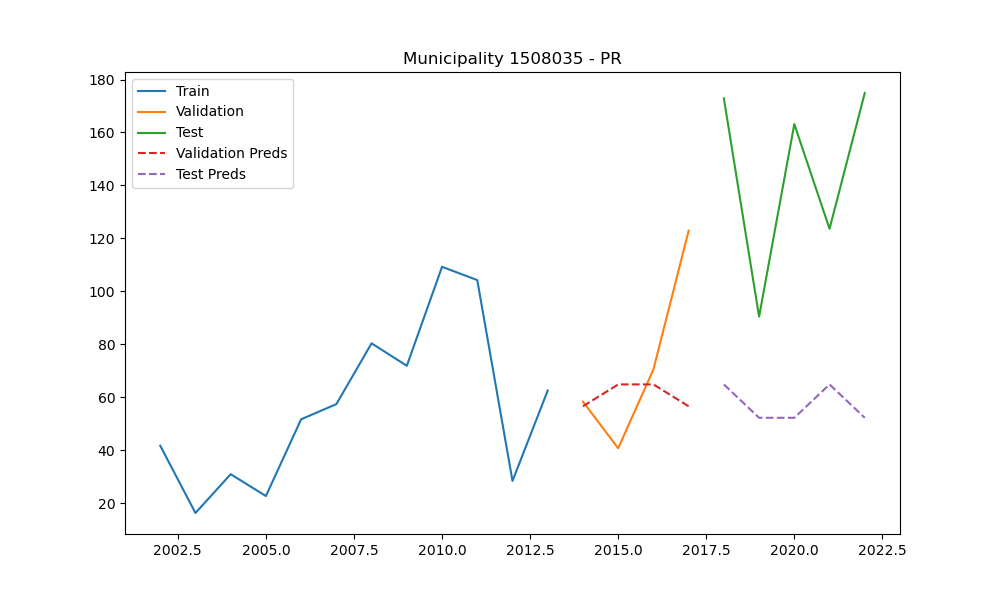 Municipality 1508035 - PR
Train
Validation
Test
Validation Preds
Test Preds
180
160
140
120
100
80
60
40
20
2002.5 2005.0 2007.5 2010.0 2012.5 2015.0 2017.5 2020.0 2022.5